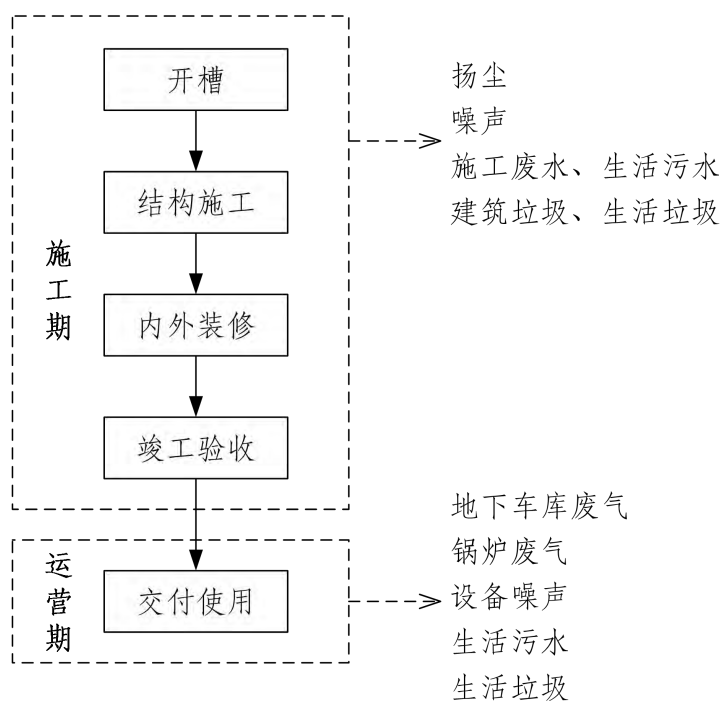 开槽
结构施工
内外装修
竣工验收
施工期
扬尘
噪声
施工废水、生活污水
建筑垃圾、生活垃圾
交付使用
运营期
地下车库废气
锅炉废气
设备噪声
生活污水
生活垃圾